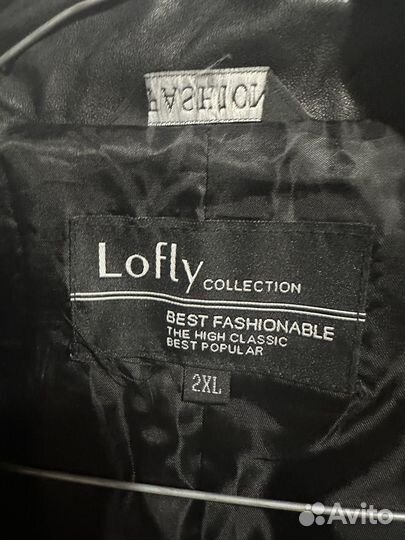 FASHION
Lofly COLLECTION
BEST FASHIONABLE
THE HIGH CLASSIC
BEST POPULAR
2XL
Avito